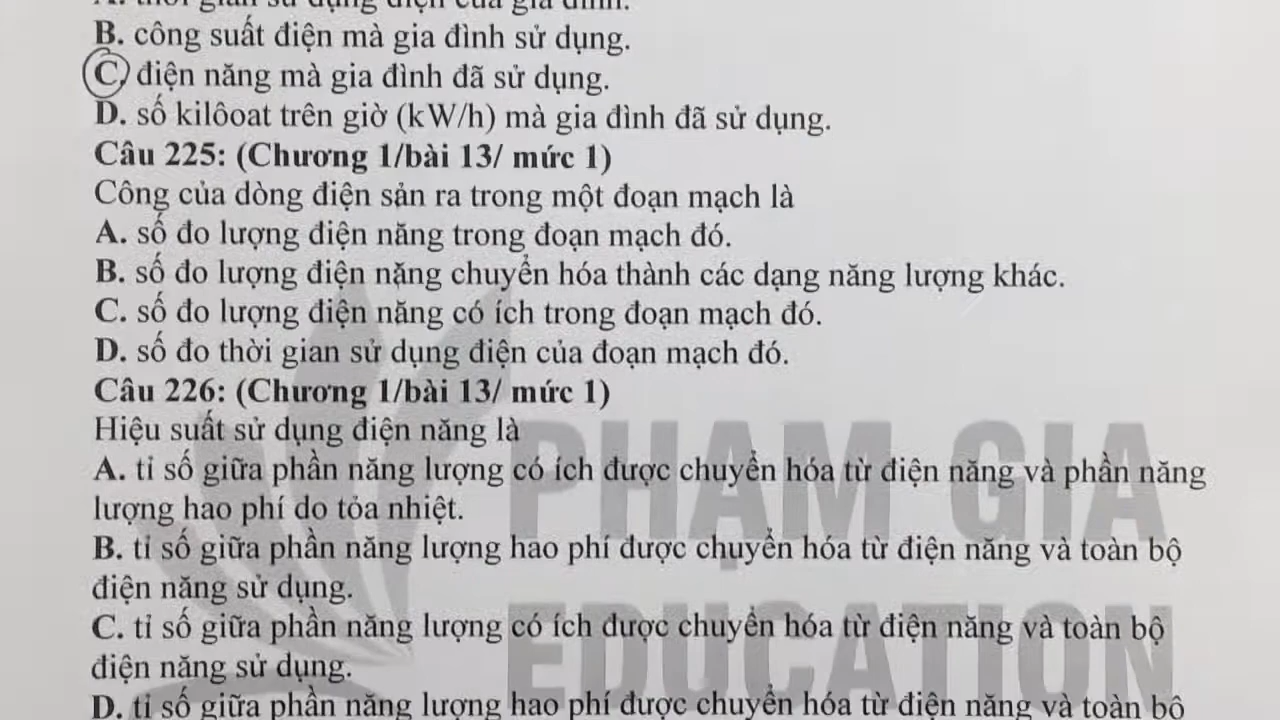 A. thời gian sử dụng điện của gia đình.
B. công suất điện mà gia đình sử dụng.
C. điện năng mà gia đình đã sử dụng.
D. số kilôoat trên giờ (kW/h) mà gia đình đã sử dụng.
Câu 225: (Chương 1/bài 13/ mức 1)
Công của dòng điện sản ra trong một đoạn mạch là
A. số đo lượng điện năng trong đoạn mạch đó.
B. số đo lượng điện năng chuyển hóa thành các dạng năng lượng khác.
C. số đo lượng điện năng có ích trong đoạn mạch đó.
D. số đo thời gian sử dụng điện của đoạn mạch đó.
Câu 226: (Chương 1/bài 13/ mức 1)
Hiệu suất sử dụng điện năng là
A. tỉ số giữa phần năng lượng có ích được chuyển hóa từ điện năng và phần năng
lượng hao phí do tỏa nhiệt.
B. tỉ số giữa phần năng lượng hao phí được chuyển hóa từ điện năng và toàn bộ
điện năng sử dụng.
C. tỉ số giữa phần năng lượng có ích được chuyển hóa từ điện năng và toàn bộ
điện năng sử dụng.
D. tỉ số giữa phần năng lượng hao phí được chuyển hóa từ điện năng và toàn bộ
PHẠM GIA
EDUCATION